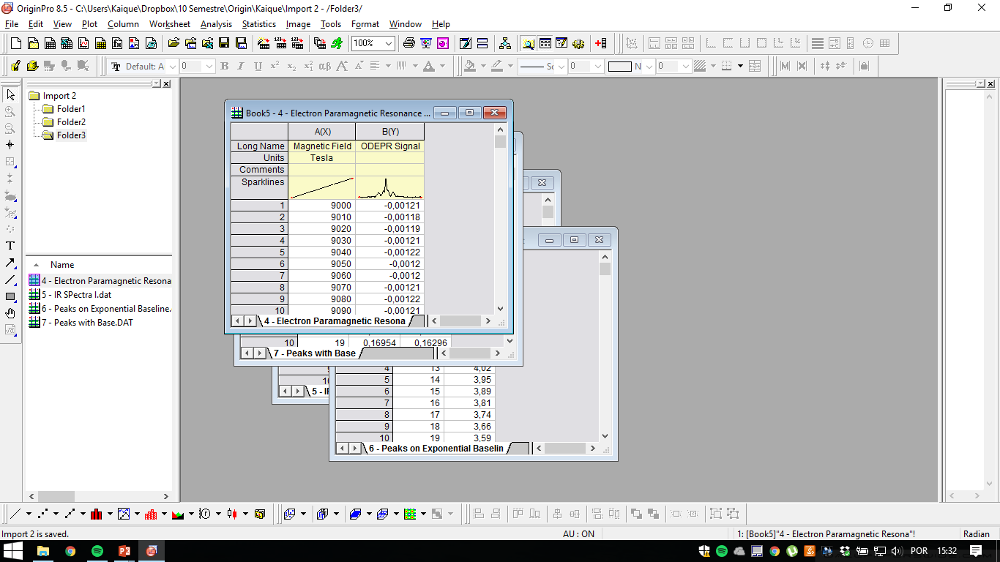 OriginPro 8.5 - C:\Users\Kaique\Dropbox\10 Semestre\Origin\Kaique\Import 2 - /Folder3/
File Edit View Plot Column Worksheet Analysis Statistics Image Tools Format Window Help
100%
Default: A 0 B I U x² x₂ αβ A A A 0 N 0
Import 2
Folder1
Folder2
Folder3
Name
4 - Electron Paramagnetic Resona
5 - IR SPectra I.dat
6 - Peaks on Exponential Baseline.
7 - Peaks with Base.DAT
Book5 - 4 - Electron Paramagnetic Resonance ...
A(X) B(Y)
Long Name Magnetic Field ODEPR Signal
Units Tesla
Comments
Sparklines
1 9000 -0,00121
2 9010 -0,00118
3 9020 -0,00119
4 9030 -0,00121
5 9040 -0,00122
6 9050 -0,0012
7 9060 -0,0012
8 9070 -0,00121
9 9080 -0,00122
10 9090 -0,00121
4 - Electron Paramagnetic Resona
10 19 0,16954 0,16296
7 - Peaks with Base
5 - I
4 13 4,02
5 14 3,95
6 15 3,89
7 16 3,81
8 17 3,74
9 18 3,66
10 19 3,59
6 - Peaks on Exponential Baselin
Import 2 is saved. AU : ON 1: [Book5]"4 - Electron Paramagnetic Resona"! Radian
POR 15:32